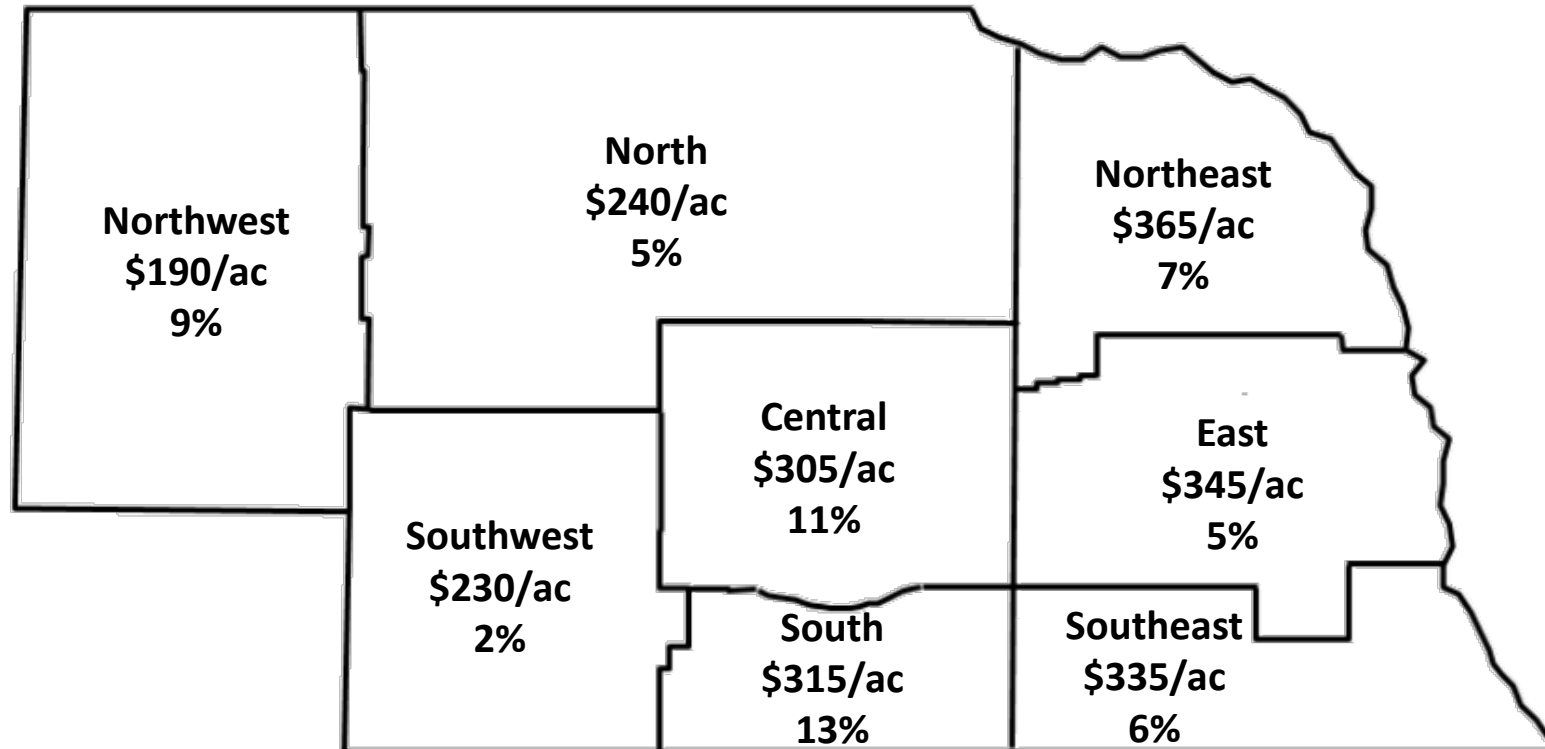 North
$240/ac
5%
Northeast
$365/ac
7%
Northwest
$190/ac
9%
Central
$305/ac
11%
East
$345/ac
5%
Southwest
$230/ac
2%
South
$315/ac
13%
Southeast
$335/ac
6%